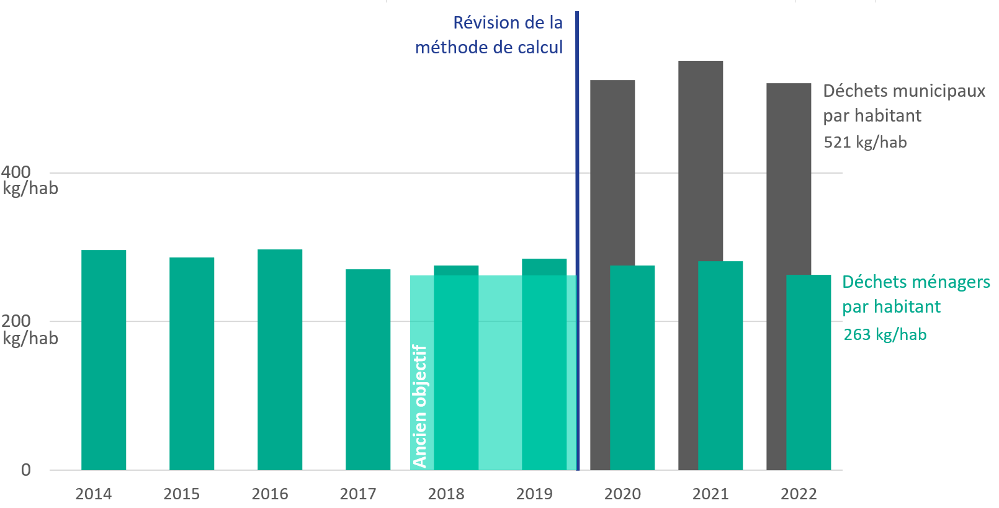 Révision de la
méthode de calcul
Déchets municipaux
par habitant
521 kg/hab
400
kg/hab
Déchets ménagers
par habitant
263 kg/hab
200
kg/hab
Ancien objectif
0
2014 2015 2016 2017 2018 2019 2020 2021 2022